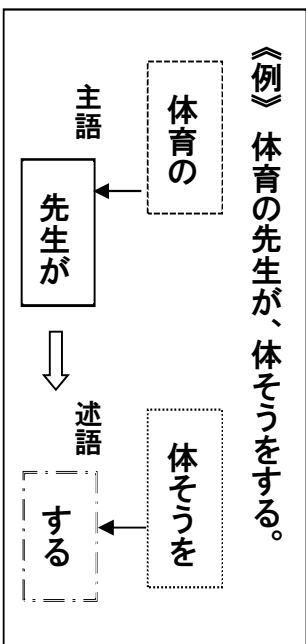 《例》 体育の先生が、体そうをする。
体育の
体そうを
主語
先生が
述語
する